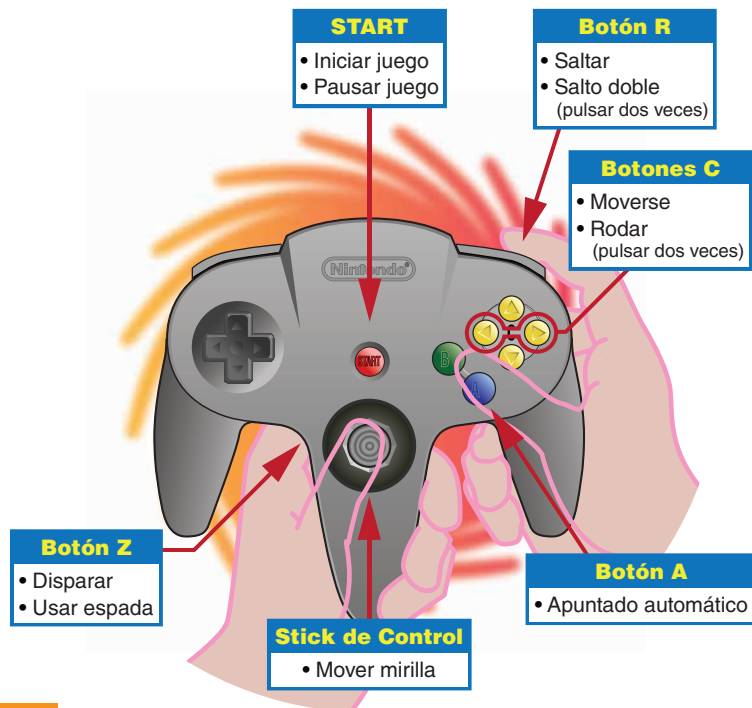 START
• Iniciar juego
• Pausar juego
Botón R
• Saltar
• Salto doble
(pulsar dos veces)
Botones C
• Moverse
• Rodar
(pulsar dos veces)
Nintendo®
START
B
A
Botón Z
• Disparar
• Usar espada
Stick de Control
• Mover mirilla
Botón A
• Apuntado automático